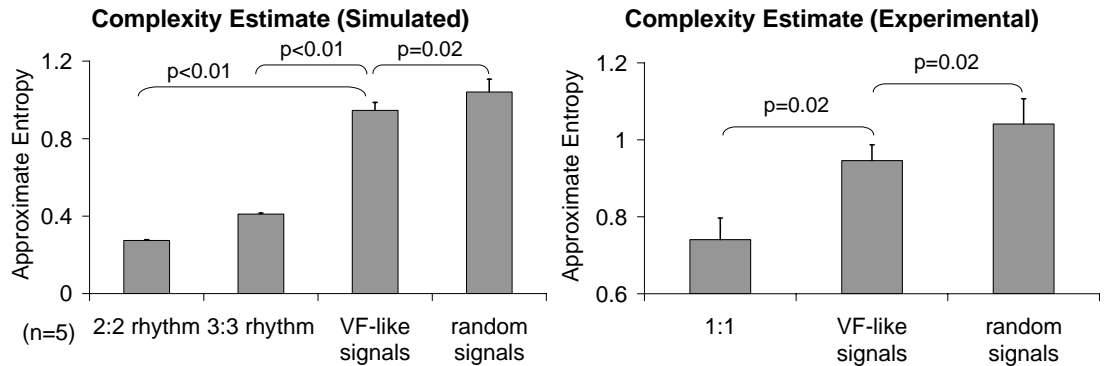 Complexity Estimate (Simulated)
Approximate Entropy
1.2
0.8
0.4
0
p<0.01
p<0.01
p=0.02
(n=5)
2:2 rhythm
3:3 rhythm
VF-like
signals
random
signals
Complexity Estimate (Experimental)
Approximate Entropy
1.2
1
0.8
0.6
p=0.02
p=0.02
1:1
VF-like
signals
random
signals